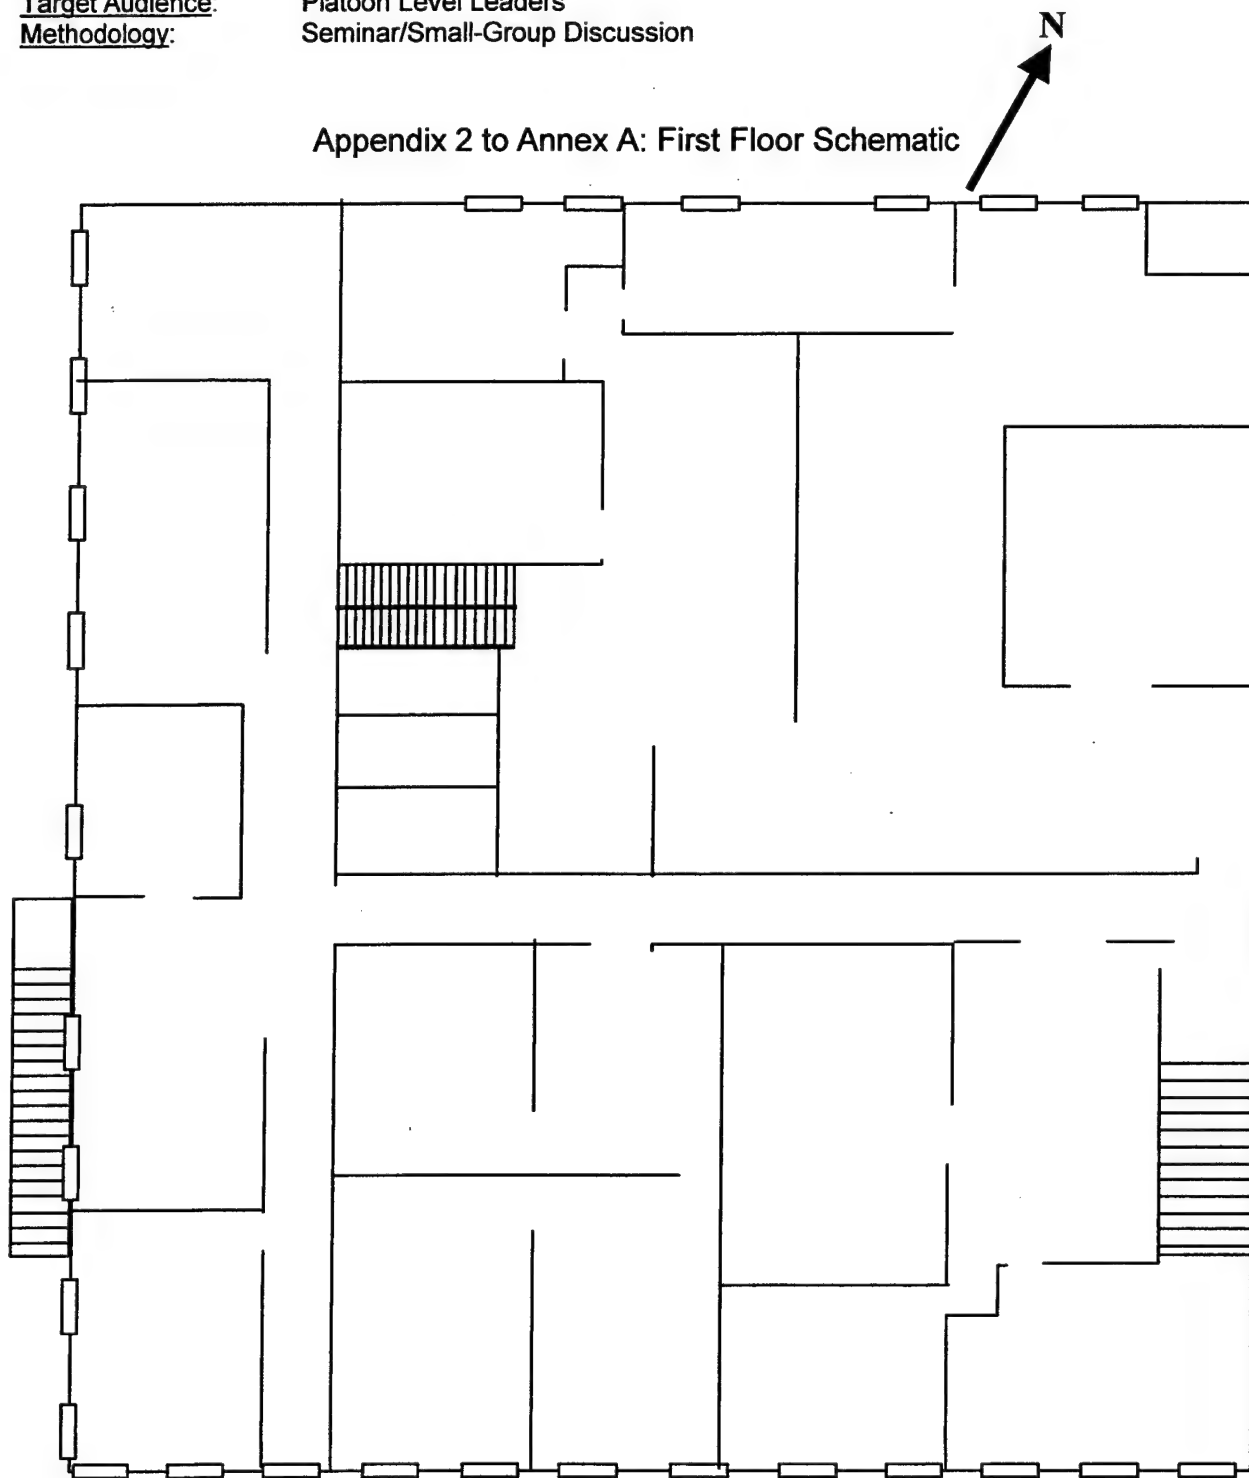 Target Audience: Platoon Level Leaders
Methodology: Seminar/Small-Group Discussion
N
Appendix 2 to Annex A: First Floor Schematic